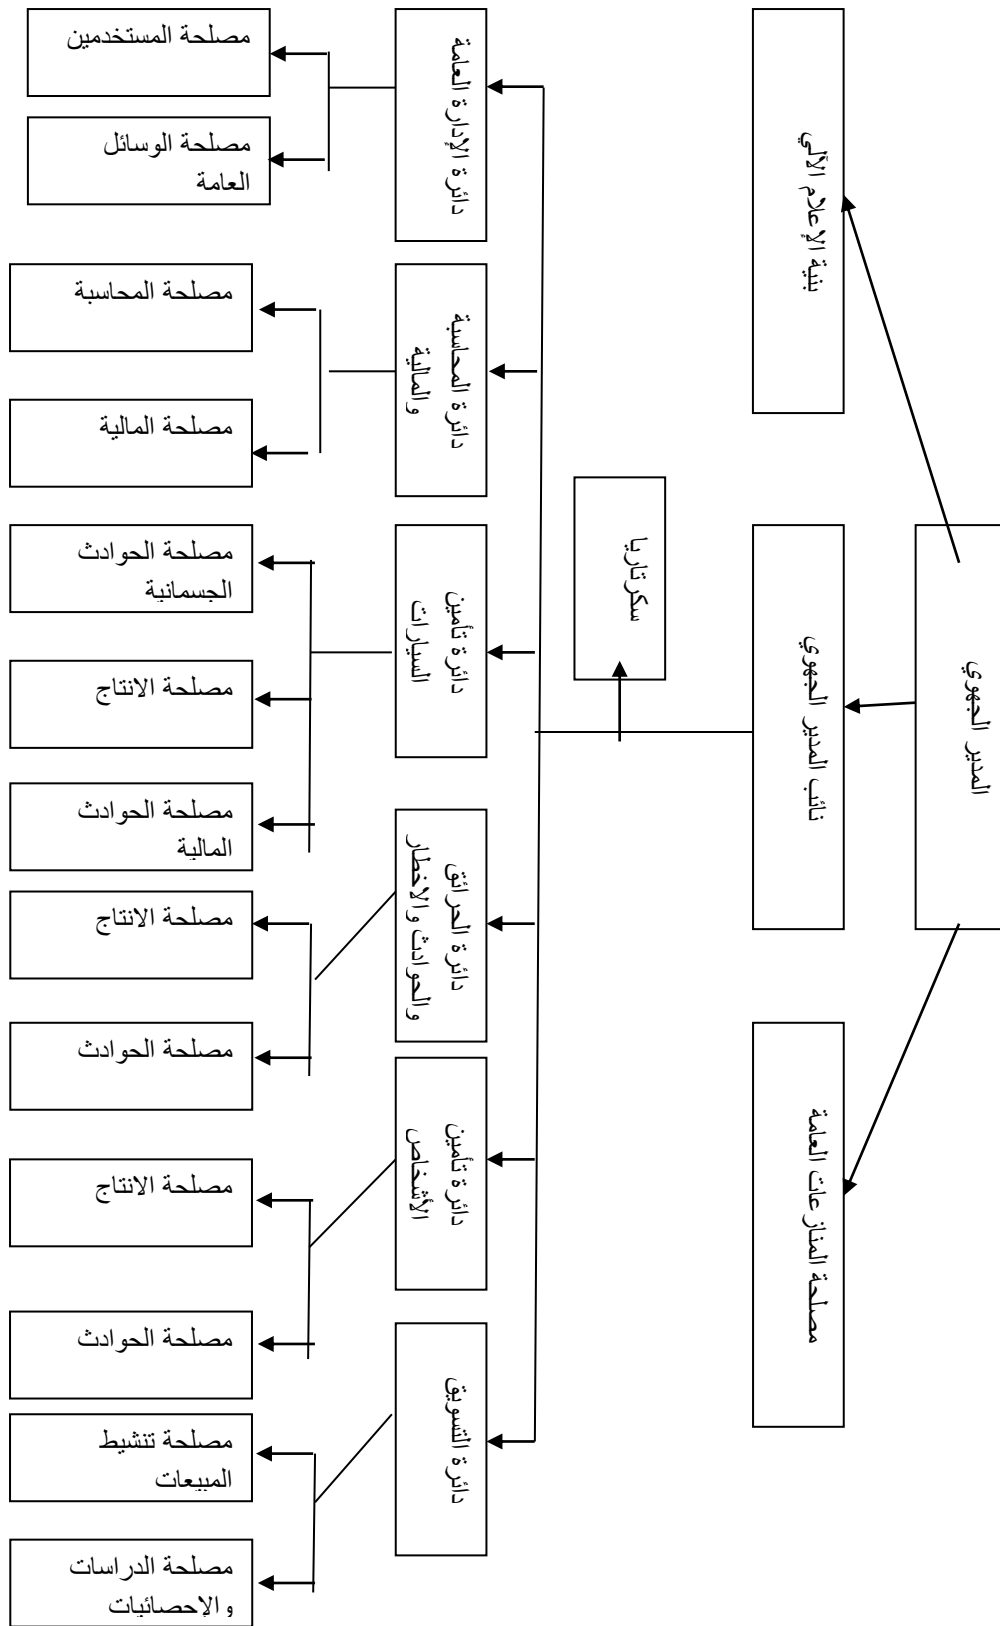 المدير الجهوي
بنية الإعلام الآلي
نائب المدير الجهوي
مصلحة المنازعات العامة
سكرتاريا
دائرة الإدارة العامة
مصلحة المستخدمين
مصلحة الوسائل
العامة
دائرة المحاسبة
والمالية
مصلحة المحاسبة
مصلحة المالية
دائرة تأمين
السيارات
مصلحة الحوادث
الجسمانية
مصلحة الانتاج
مصلحة الحوادث
المالية
دائرة الحرائق
والحوادث والاخطار
مصلحة الانتاج
مصلحة الحوادث
دائرة تأمين
الأشخاص
مصلحة الانتاج
مصلحة الحوادث
دائرة التسويق
مصلحة تنشيط
المبيعات
مصلحة الدراسات
والإحصائيات